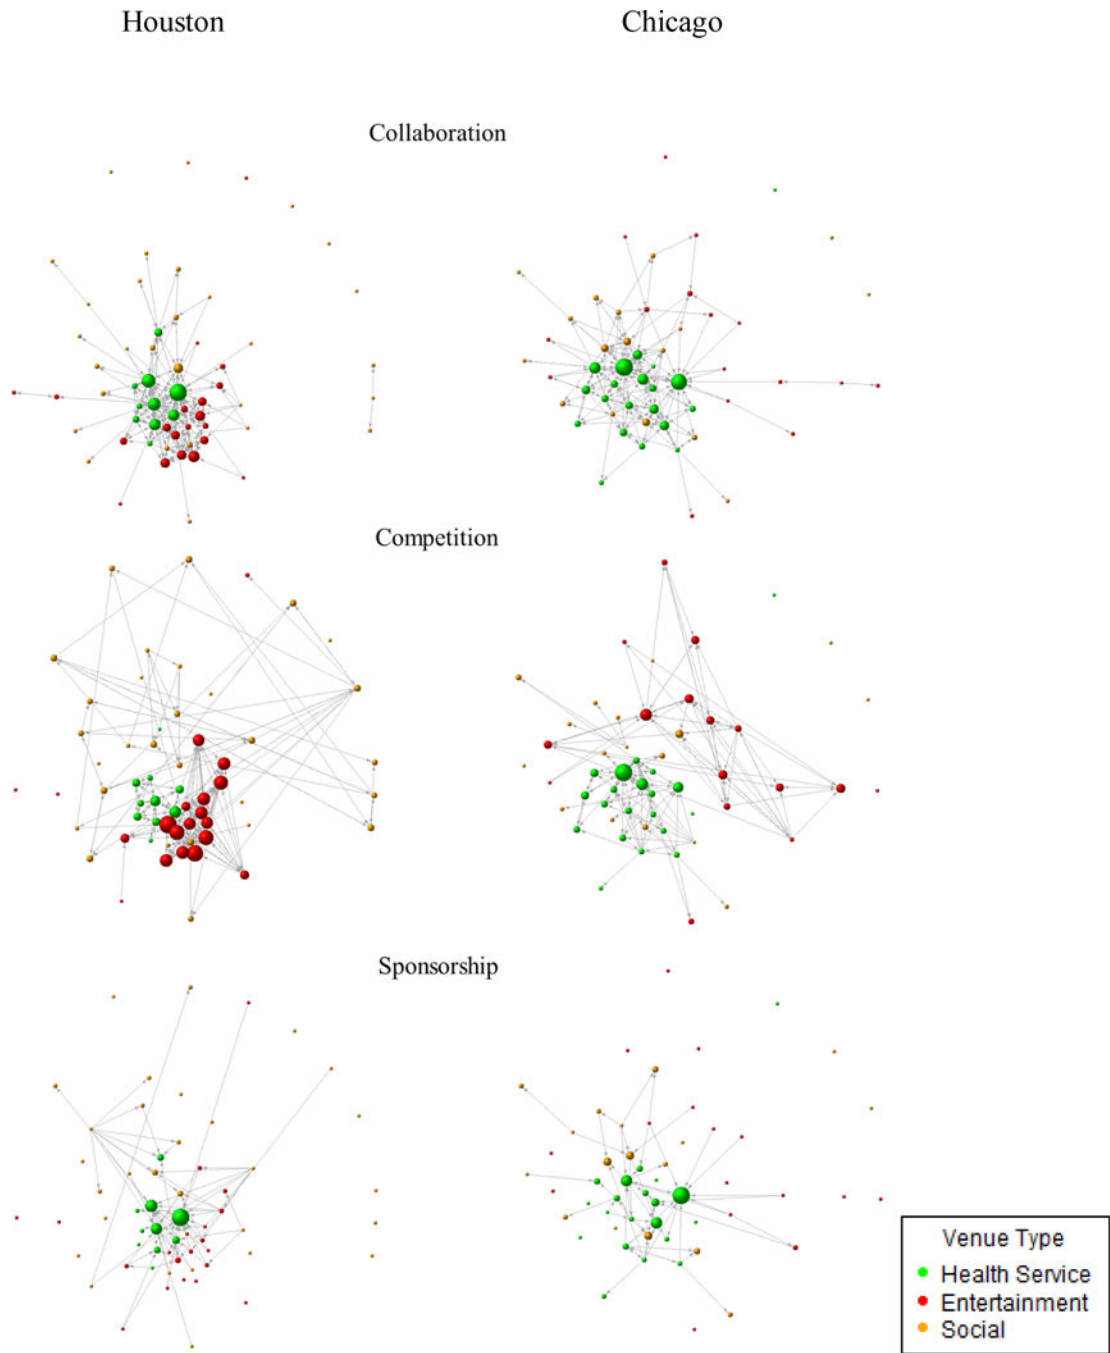 Houston Chicago
Collaboration
Competition
Sponsorship
Venue Type
Health Service
Entertainment
Social